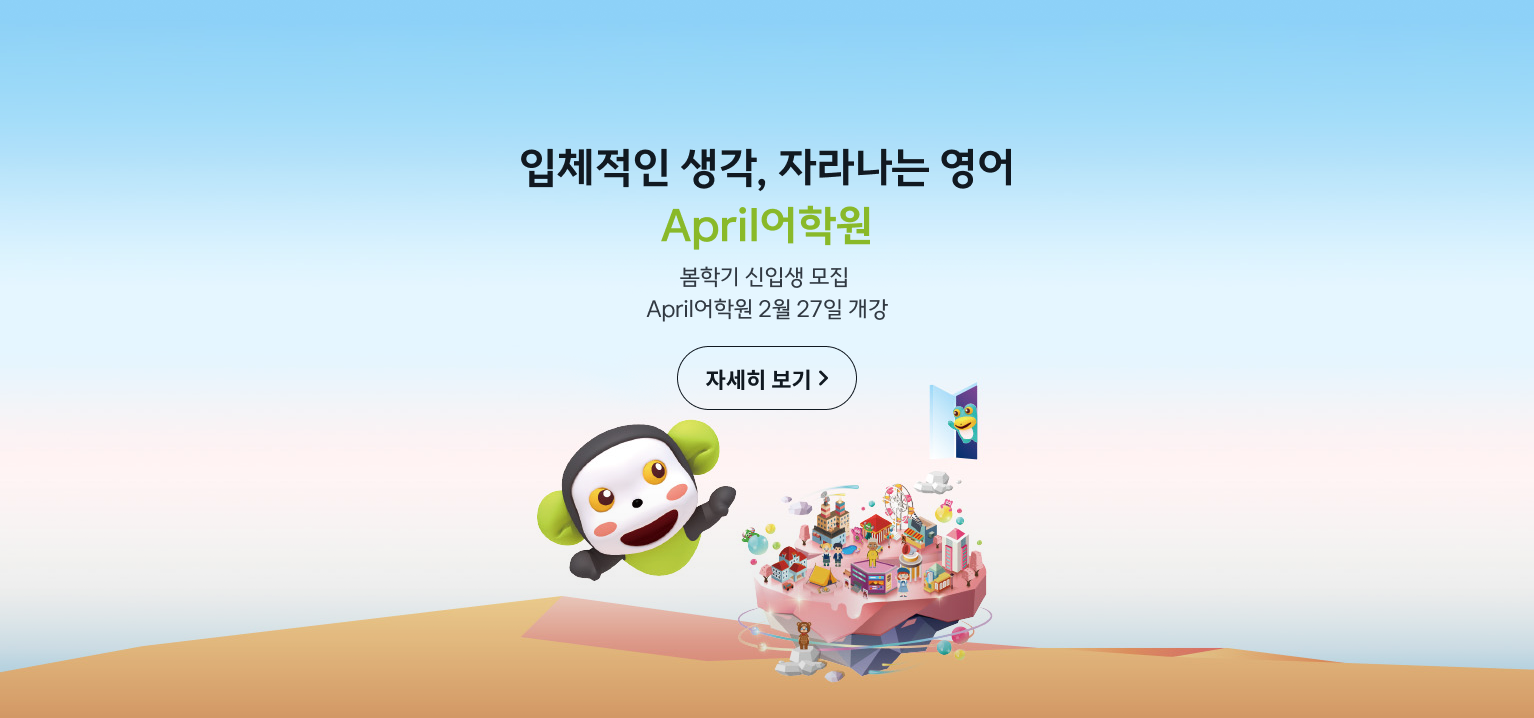 입체적인 생각, 자라나는 영어
April어학원
봄학기 신입생 모집
April어학원 2월 27일 개강
자세히 보기